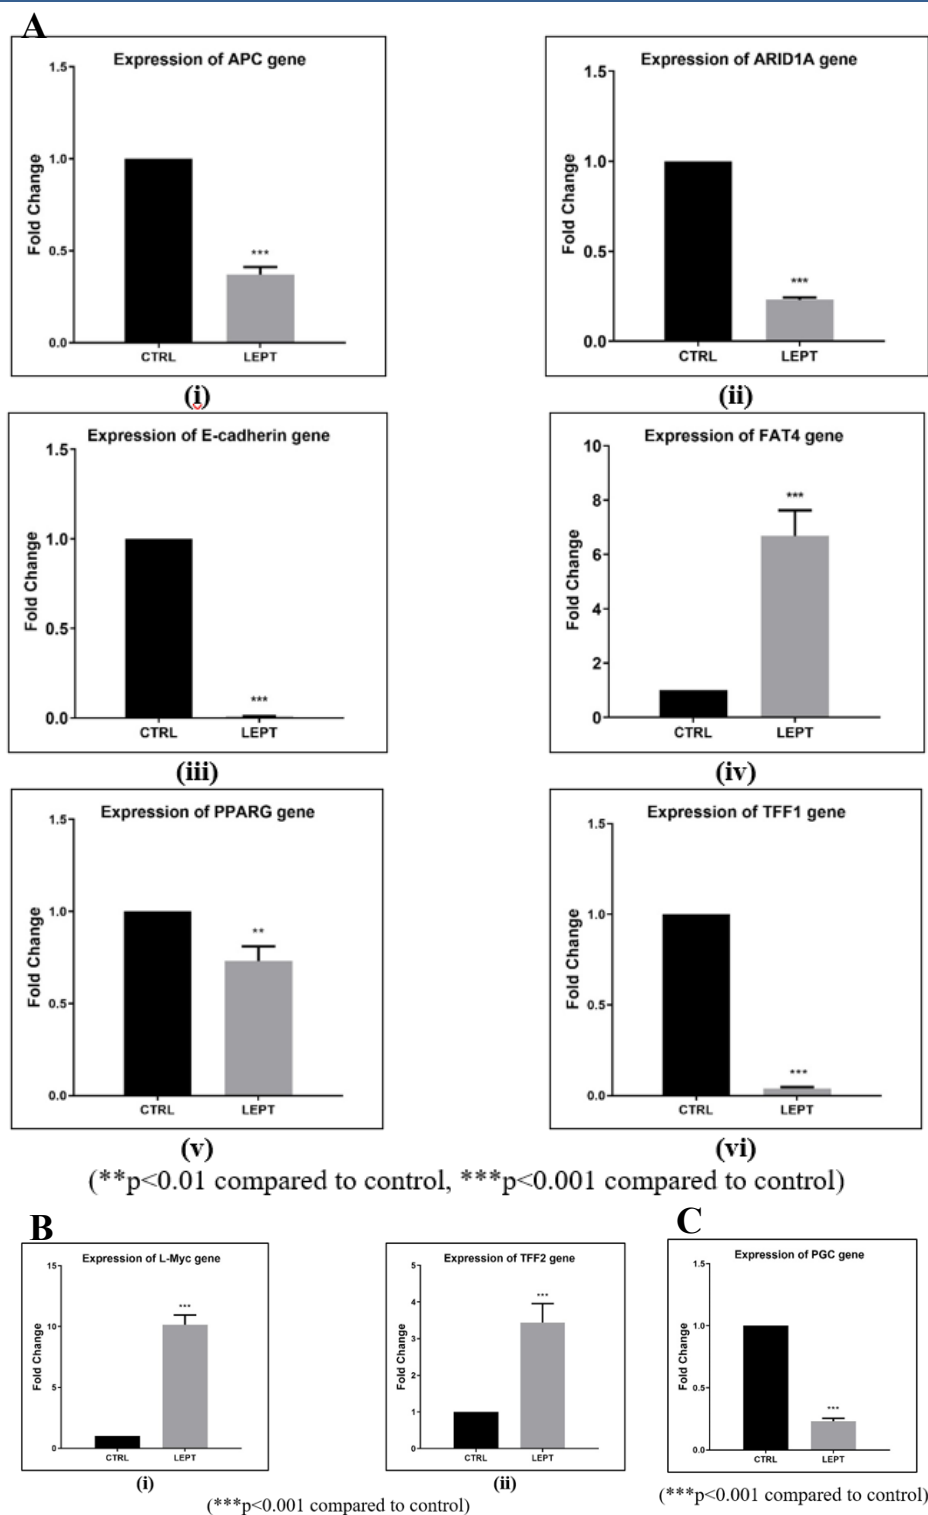 A
Expression of APC gene
1.5
1.0
0.5
0.0
Fold Change
***
CTRL LEPT
(i)
Expression of ARID1A gene
1.5
1.0
0.5
0.0
Fold Change
***
CTRL LEPT
(ii)
Expression of E-cadherin gene
1.5
1.0
0.5
0.0
Fold Change
***
CTRL LEPT
(iii)
Expression of FAT4 gene
10
8
6
4
2
0
Fold Change
***
CTRL LEPT
(iv)
Expression of PPARG gene
1.5
1.0
0.5
0.0
Fold Change
**
CTRL LEPT
(v)
Expression of TFF1 gene
1.5
1.0
0.5
0.0
Fold Change
***
CTRL LEPT
(vi)
(**p<0.01 compared to control, ***p<0.001 compared to control)
B
Expression of L-Myc gene
15
10
5
0
Fold Change
***
CTRL LEPT
(i)
Expression of TFF2 gene
5
4
3
2
1
0
Fold Change
***
CTRL LEPT
(ii)
(***p<0.001 compared to control)
C
Expression of PGC gene
1.5
1.0
0.5
0.0
Fold Change
***
CTRL LEPT
(***p<0.001 compared to control)